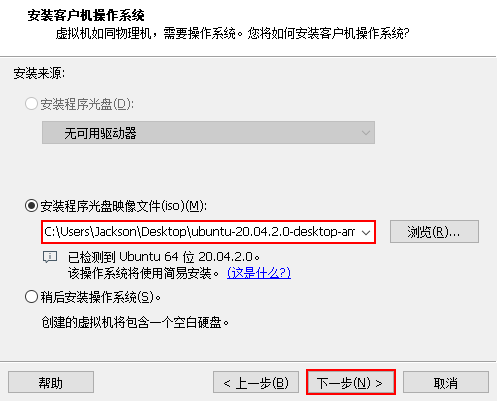 安装客户机操作系统
虚拟机如同物理机，需要操作系统。您将如何安装客户机操作系统?
安装来源:
安装程序光盘(D):
无可用驱动器
安装程序光盘映像文件(iso)(M):
C:\Users\Jackson\Desktop\ubuntu-20.04.2.0-desktop-am
浏览(R)...
已检测到 Ubuntu 64 位 20.04.2.0。
该操作系统将使用简易安装。 (这是什么?)
稍后安装操作系统(S)。
创建的虚拟机将包含一个空白硬盘。
帮助
< 上一步(B)
下一步(N) >
取消